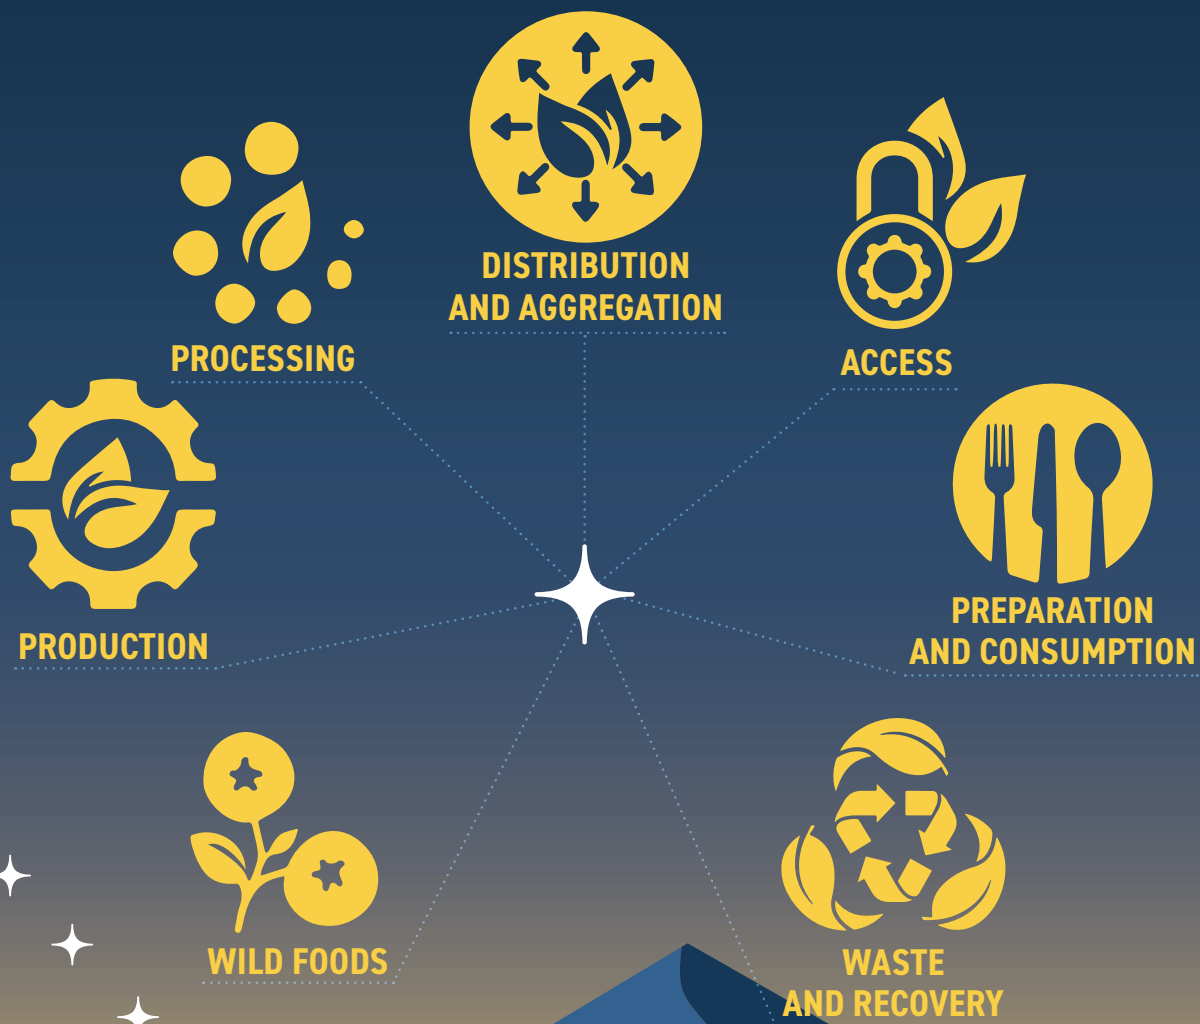 DISTRIBUTION
AND AGGREGATION
PROCESSING
ACCESS
PRODUCTION
PREPARATION
AND CONSUMPTION
WILD FOODS
WASTE
AND RECOVERY